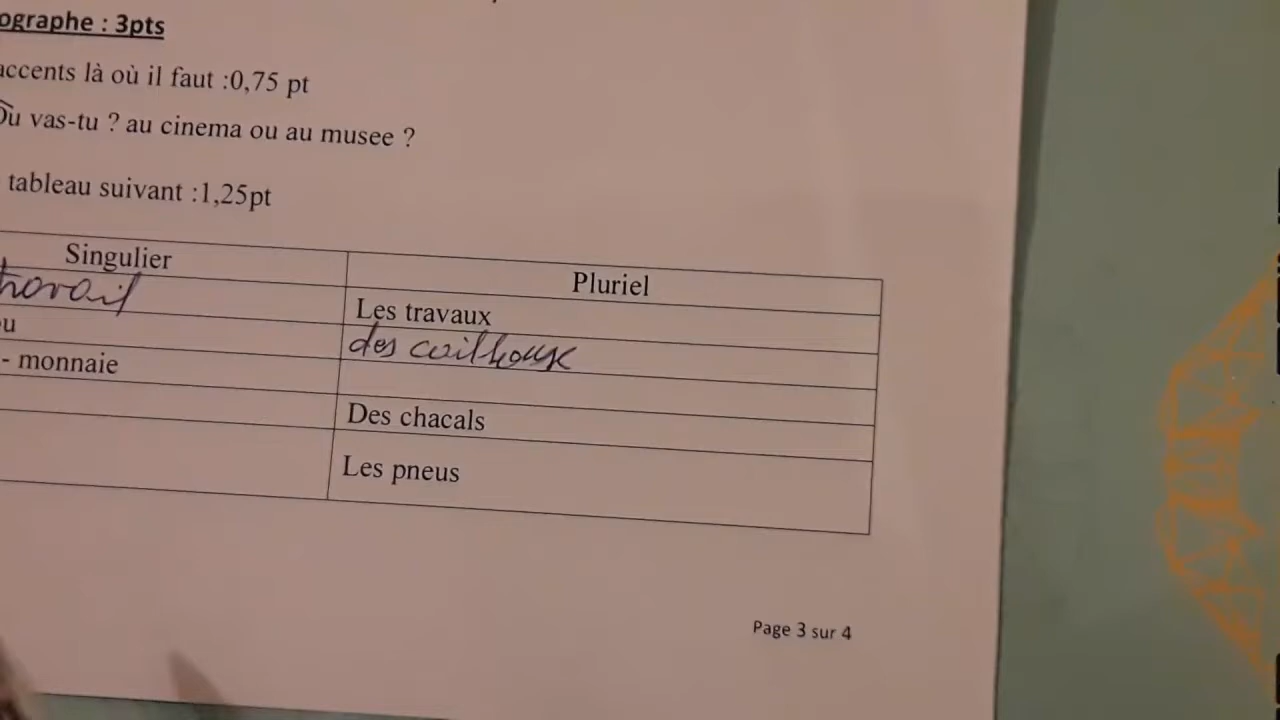 ographe : 3pts
accents là où il faut :0,75 pt
Où vas-tu ? au cinema ou au musee ?
tableau suivant :1,25pt
Singulier Pluriel
travail Les travaux
ou des cailloux
- monnaie
Des chacals
Les pneus
Page 3 sur 4